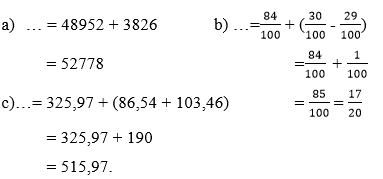 a) … = 48952 + 3826
= 52778
b) …= 84/100 + (30/100 - 29/100)
= 84/100 + 1/100
= 85/100 = 17/20
c)…= 325,97 + (86,54 + 103,46)
= 325,97 + 190
= 515,97.